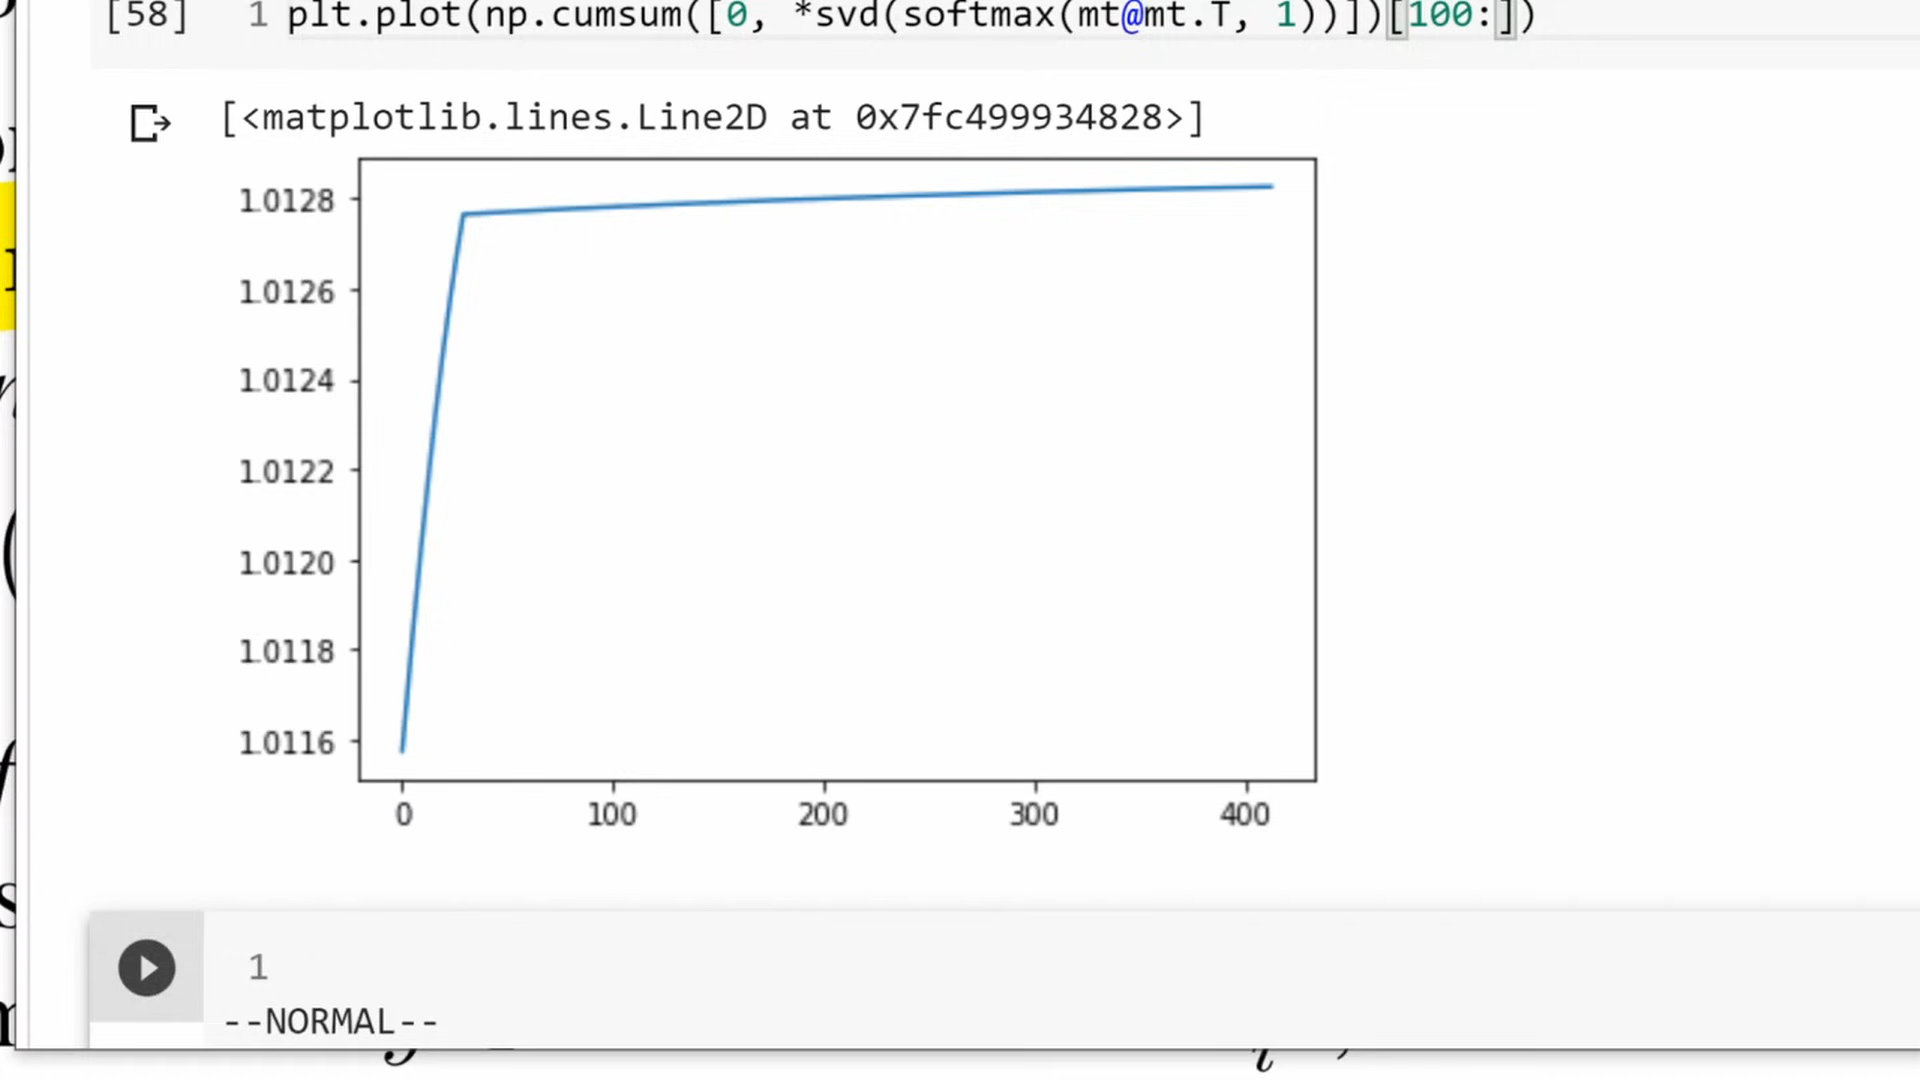 [58] 1 plt.plot(np.cumsum([0, *svd(softmax(mt@mt.T, 1))])[100:])
[<matplotlib.lines.Line2D at 0x7fc499934828>]
1.0128
1.0126
1.0124
1.0122
1.0120
1.0118
1.0116
0 100 200 300 400
1
--NORMAL--